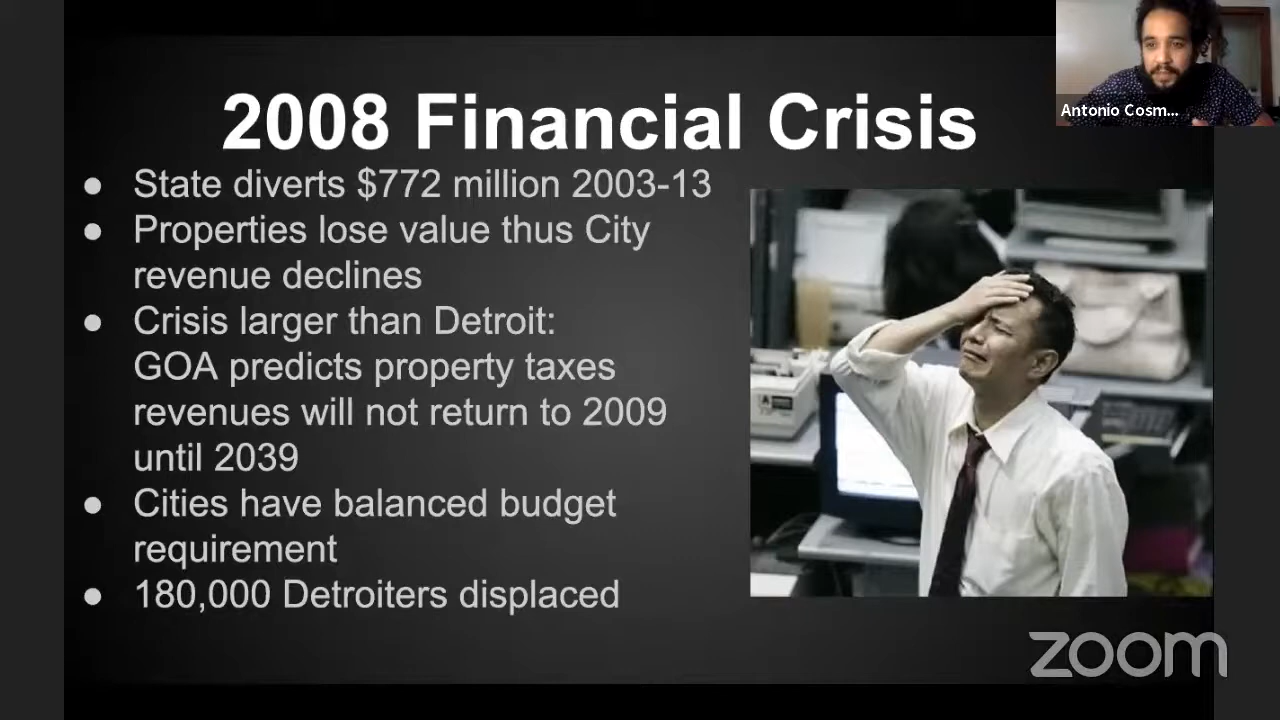 Antonio Cosm...
2008 Financial Crisis
● State diverts $772 million 2003-13
● Properties lose value thus City
revenue declines
● Crisis larger than Detroit:
GOA predicts property taxes
revenues will not return to 2009
until 2039
● Cities have balanced budget
requirement
● 180,000 Detroiters displaced
zoom